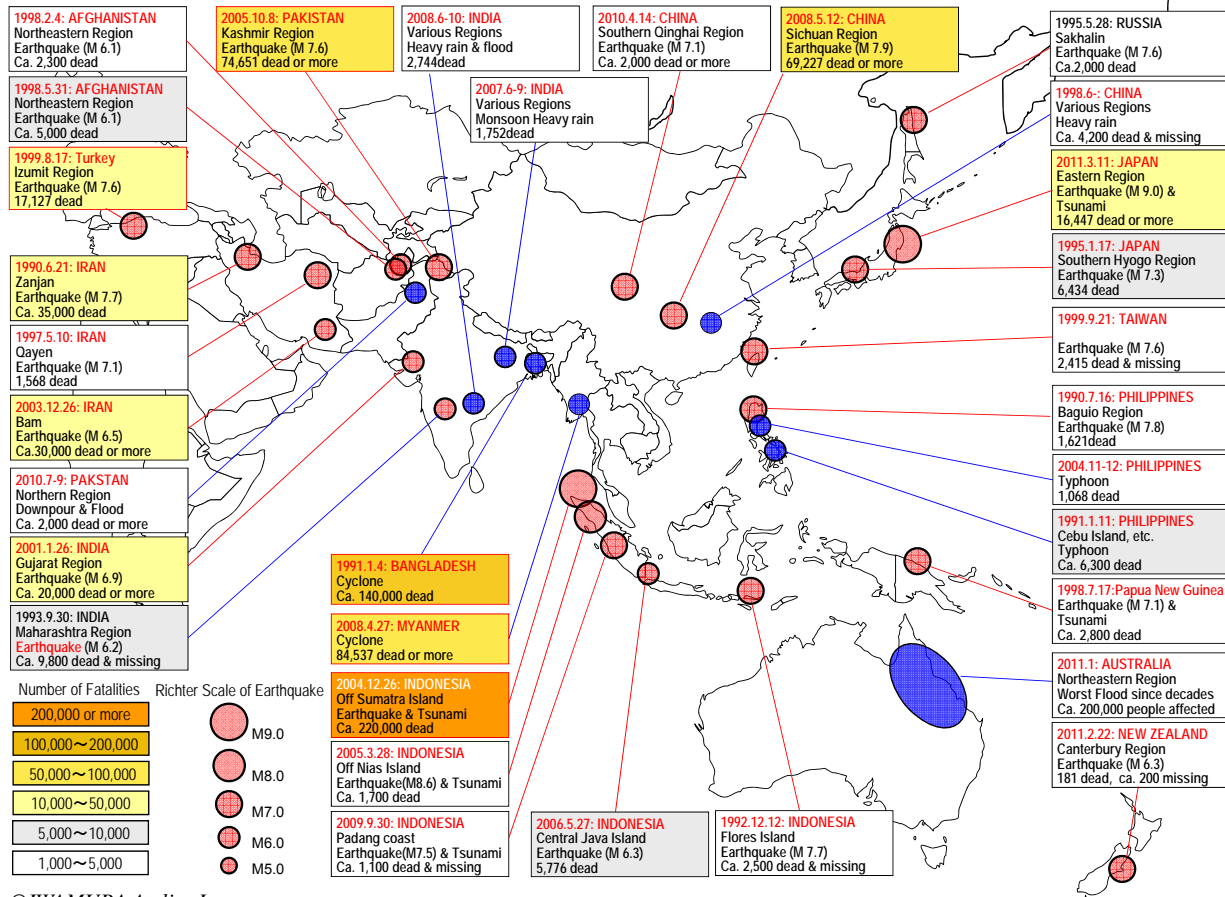 1998.2.4: AFGHANISTAN
Northeastern Region
Earthquake (M 6.1)
Ca. 2,300 dead
1998.5.31: AFGHANISTAN
Northeastern Region
Earthquake (M 6.1)
Ca. 5,000 dead
1999.8.17: Turkey
Izumit Region
Earthquake (M 7.6)
17,127 dead
1990.6.21: IRAN
Zanjan
Earthquake (M 7.7)
Ca. 35,000 dead
1997.5.10: IRAN
Qayen
Earthquake (M 7.1)
1,568 dead
2003.12.26: IRAN
Bam
Earthquake (M 6.5)
Ca.30,000 dead or more
2010.7-9: PAKSTAN
Northern Region
Downpour & Flood
Ca. 2,000 dead or more
2001.1.26: INDIA
Gujarat Region
Earthquake (M 6.9)
Ca. 20,000 dead or more
1993.9.30: INDIA
Maharashtra Region
Earthquake (M 6.2)
Ca. 9,800 dead & missing
2005.10.8: PAKISTAN
Kashmir Region
Earthquake (M 7.6)
74,651 dead or more
2008.6-10: INDIA
Various Regions
Heavy rain & flood
2,744dead
2007.6-9: INDIA
Various Regions
Monsoon Heavy rain
1,752dead
2010.4.14: CHINA
Southern Qinghai Region
Earthquake (M 7.1)
Ca. 2,000 dead or more
2008.5.12: CHINA
Sichuan Region
Earthquake (M 7.9)
69,227 dead or more
1995.5.28: RUSSIA
Sakhalin
Earthquake (M 7.6)
Ca.2,000 dead
1998.6-: CHINA
Various Regions
Heavy rain
Ca. 4,200 dead & missing
2011.3.11: JAPAN
Eastern Region
Earthquake (M 9.0) &
Tsunami
16,447 dead or more
1995.1.17: JAPAN
Southern Hyogo Region
Earthquake (M 7.3)
6,434 dead
1999.9.21: TAIWAN
Earthquake (M 7.6)
2,415 dead & missing
1990.7.16: PHILIPPINES
Baguio Region
Earthquake (M 7.8)
1,621dead
2004.11-12: PHILIPPINES
Typhoon
1,068 dead
1991.1.11: PHILIPPINES
Cebu Island, etc.
Typhoon
Ca. 6,300 dead
1998.7.17:Papua New Guinea
Earthquake (M 7.1) &
Tsunami
Ca. 2,800 dead
2011.1: AUSTRALIA
Northeastern Region
Worst Flood since decades
Ca. 200,000 people affected
2011.2.22: NEW ZEALAND
Canterbury Region
Earthquake (M 6.3)
181 dead, ca. 200 missing
1991.1.4: BANGLADESH
Cyclone
Ca. 140,000 dead
2008.4.27: MYANMER
Cyclone
84,537 dead or more
2004.12.26: INDONESIA
Off Sumatra Island
Earthquake & Tsunami
Ca. 220,000 dead
2005.3.28: INDONESIA
Off Nias Island
Earthquake(M8.6) & Tsunami
Ca. 1,700 dead
2009.9.30: INDONESIA
Padang coast
Earthquake(M7.5) & Tsunami
Ca. 1,100 dead & missing
2006.5.27: INDONESIA
Central Java Island
Earthquake (M 6.3)
5,776 dead
1992.12.12: INDONESIA
Flores Island
Earthquake (M 7.7)
Ca. 2,500 dead & missing
Number of Fatalities
200,000 or more
100,000～200,000
50,000～100,000
10,000～50,000
5,000～10,000
1,000～5,000
Richter Scale of Earthquake
M9.0
M8.0
M7.0
M6.0
M5.0